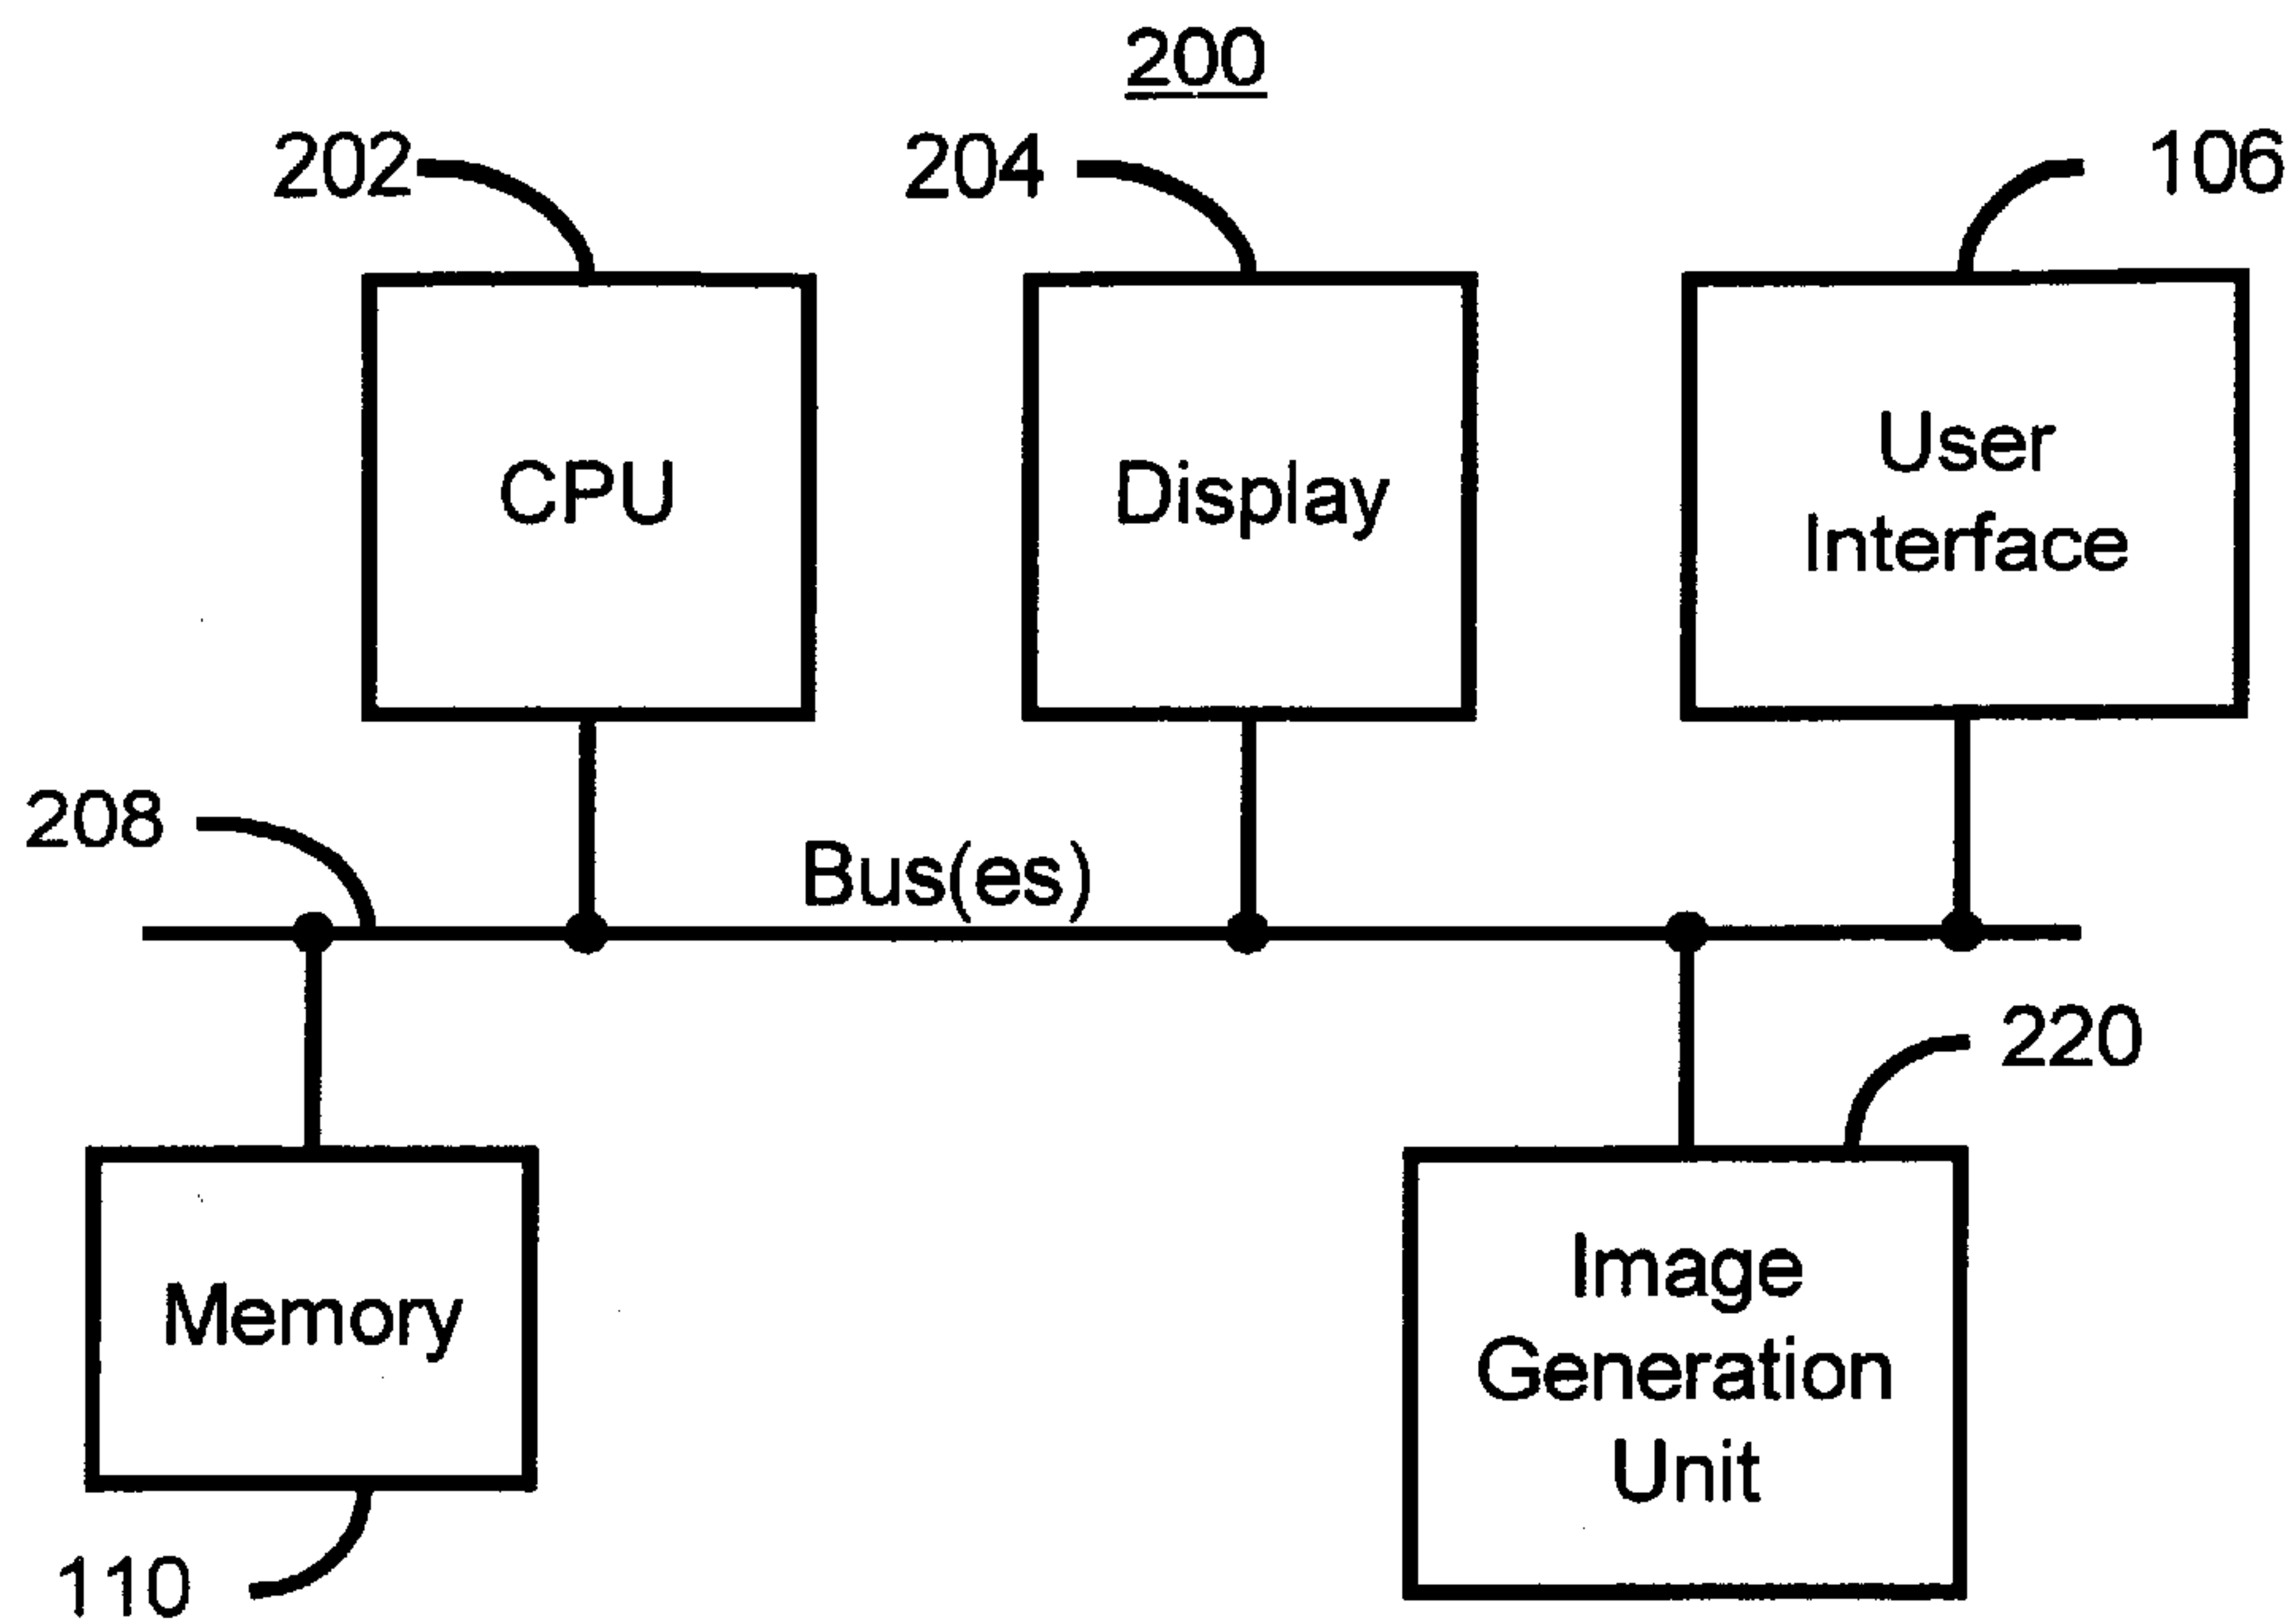 200
202
204
106
CPU
Display
User
Interface
208
Bus(es)
220
Memory
Image
Generation
Unit
110